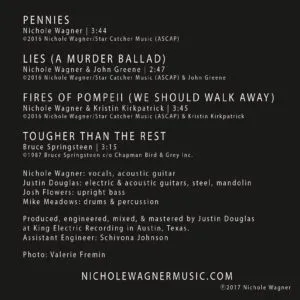 PENNIES
Nichole Wagner | 3:44
©2016 Nichole Wagner/Star Catcher Music (ASCAP)
LIES (A MURDER BALLAD)
Nichole Wagner & John Greene | 2:47
©2016 Nichole Wagner/Star Catcher Music (ASCAP) & John Greene
FIRES OF POMPEII (WE SHOULD WALK AWAY)
Nichole Wagner & Kristin Kirkpatrick | 3:45
©2016 Nichole Wagner/Star Catcher Music (ASCAP) & Kristin Kirkpatrick
TOUGHER THAN THE REST
Bruce Springsteen | 3:15
©1987 Bruce Springsteen c/o Chapman Bird & Grey Inc.
Nichole Wagner: vocals, acoustic guitar
Justin Douglas: electric & acoustic guitars, steel, mandolin
Josh Flowers: upright bass
Mike Meadows: drums & percussion
Produced, engineered, mixed, & mastered by Justin Douglas
at King Electric Recording in Austin, Texas.
Assistant Engineer: Schivona Johnson
Photo: Valerie Fremin
NICHOLEWAGNERMUSIC.COM
℗2017 Nichole Wagner